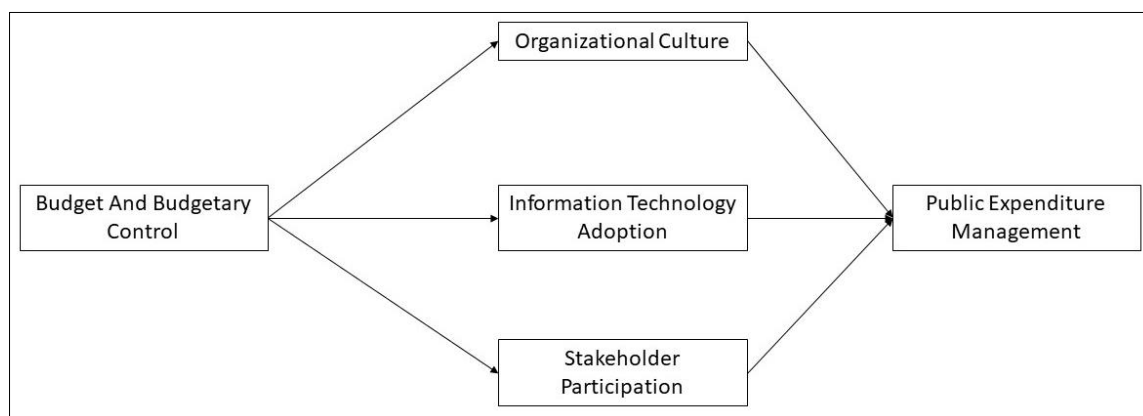 Organizational Culture
Budget And Budgetary
Control
Information Technology
Adoption
Public Expenditure
Management
Stakeholder
Participation